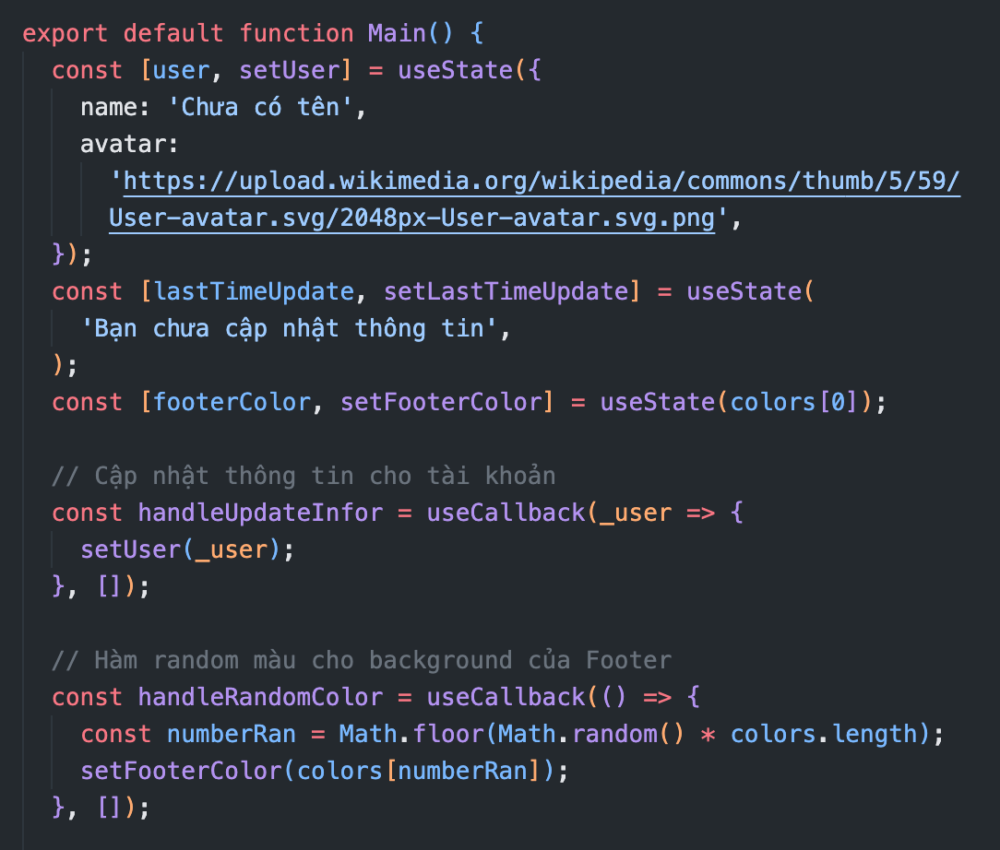 export default function Main() {
  const [user, setUser] = useState({
    name: 'Chưa có tên',
    avatar:
      'https://upload.wikimedia.org/wikipedia/commons/thumb/5/59/
      User-avatar.svg/2048px-User-avatar.svg.png',
  });
  const [lastTimeUpdate, setLastTimeUpdate] = useState(
    'Bạn chưa cập nhật thông tin',
  );
  const [footerColor, setFooterColor] = useState(colors[0]);

  // Cập nhật thông tin cho tài khoản
  const handleUpdateInfor = useCallback(_user => {
    setUser(_user);
  }, []);

  // Hàm random màu cho background của Footer
  const handleRandomColor = useCallback(() => {
    const numberRan = Math.floor(Math.random() * colors.length);
    setFooterColor(colors[numberRan]);
  }, []);